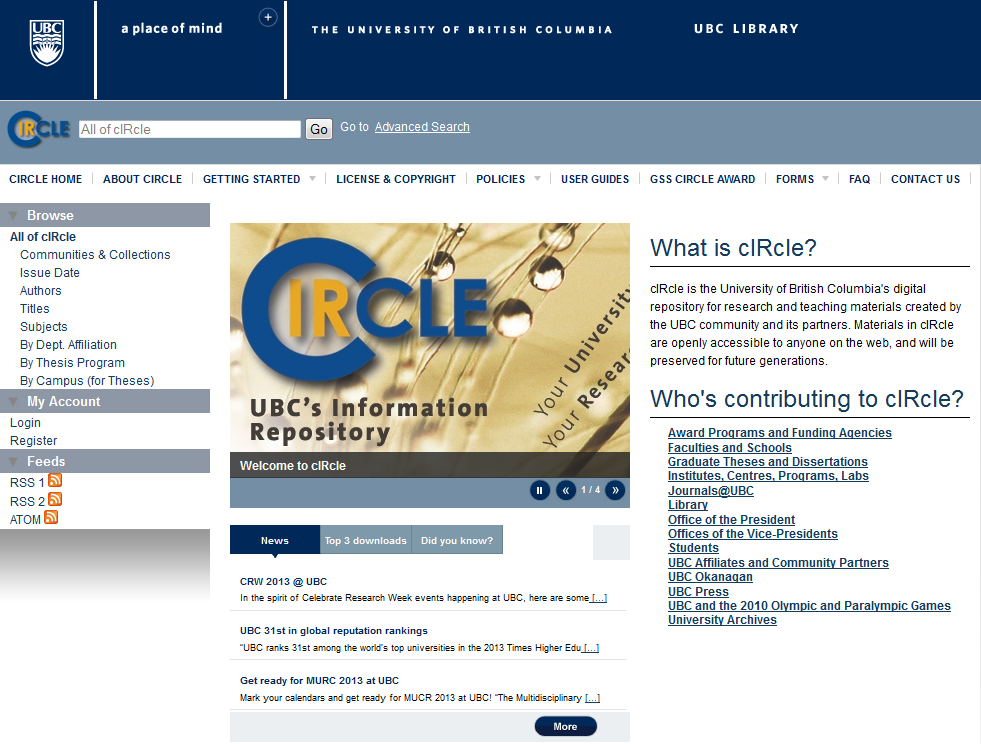 UBC
a place of mind
THE UNIVERSITY OF BRITISH COLUMBIA
UBC LIBRARY
CIRCLE
All of cIRcle
Go
Go to Advanced Search
CIRCLE HOME
ABOUT CIRCLE
GETTING STARTED
LICENSE & COPYRIGHT
POLICIES
USER GUIDES
GSS CIRCLE AWARD
FORMS
FAQ
CONTACT US
Browse
All of cIRcle
Communities & Collections
Issue Date
Authors
Titles
Subjects
By Dept. Affiliation
By Thesis Program
By Campus (for Theses)
My Account
Login
Register
Feeds
RSS 1
RSS 2
ATOM
CIRCLE
UBC's Information
Repository
Your University
Your Resear
Welcome to cIRcle
1 / 4
News
Top 3 downloads
Did you know?
CRW 2013 @ UBC
In the spirit of Celebrate Research Week events happening at UBC, here are some [...]
UBC 31st in global reputation rankings
"UBC ranks 31st among the world's top universities in the 2013 Times Higher Edu [...]
Get ready for MURC 2013 at UBC
Mark your calendars and get ready for MUCR 2013 at UBC! "The Multidisciplinary [...]
More
What is cIRcle?
cIRcle is the University of British Columbia's digital
repository for research and teaching materials created by
the UBC community and its partners. Materials in cIRcle
are openly accessible to anyone on the web, and will be
preserved for future generations.
Who's contributing to cIRcle?
Award Programs and Funding Agencies
Faculties and Schools
Graduate Theses and Dissertations
Institutes, Centres, Programs, Labs
Journals@UBC
Library
Office of the President
Offices of the Vice-Presidents
Students
UBC Affiliates and Community Partners
UBC Okanagan
UBC Press
UBC and the 2010 Olympic and Paralympic Games
University Archives